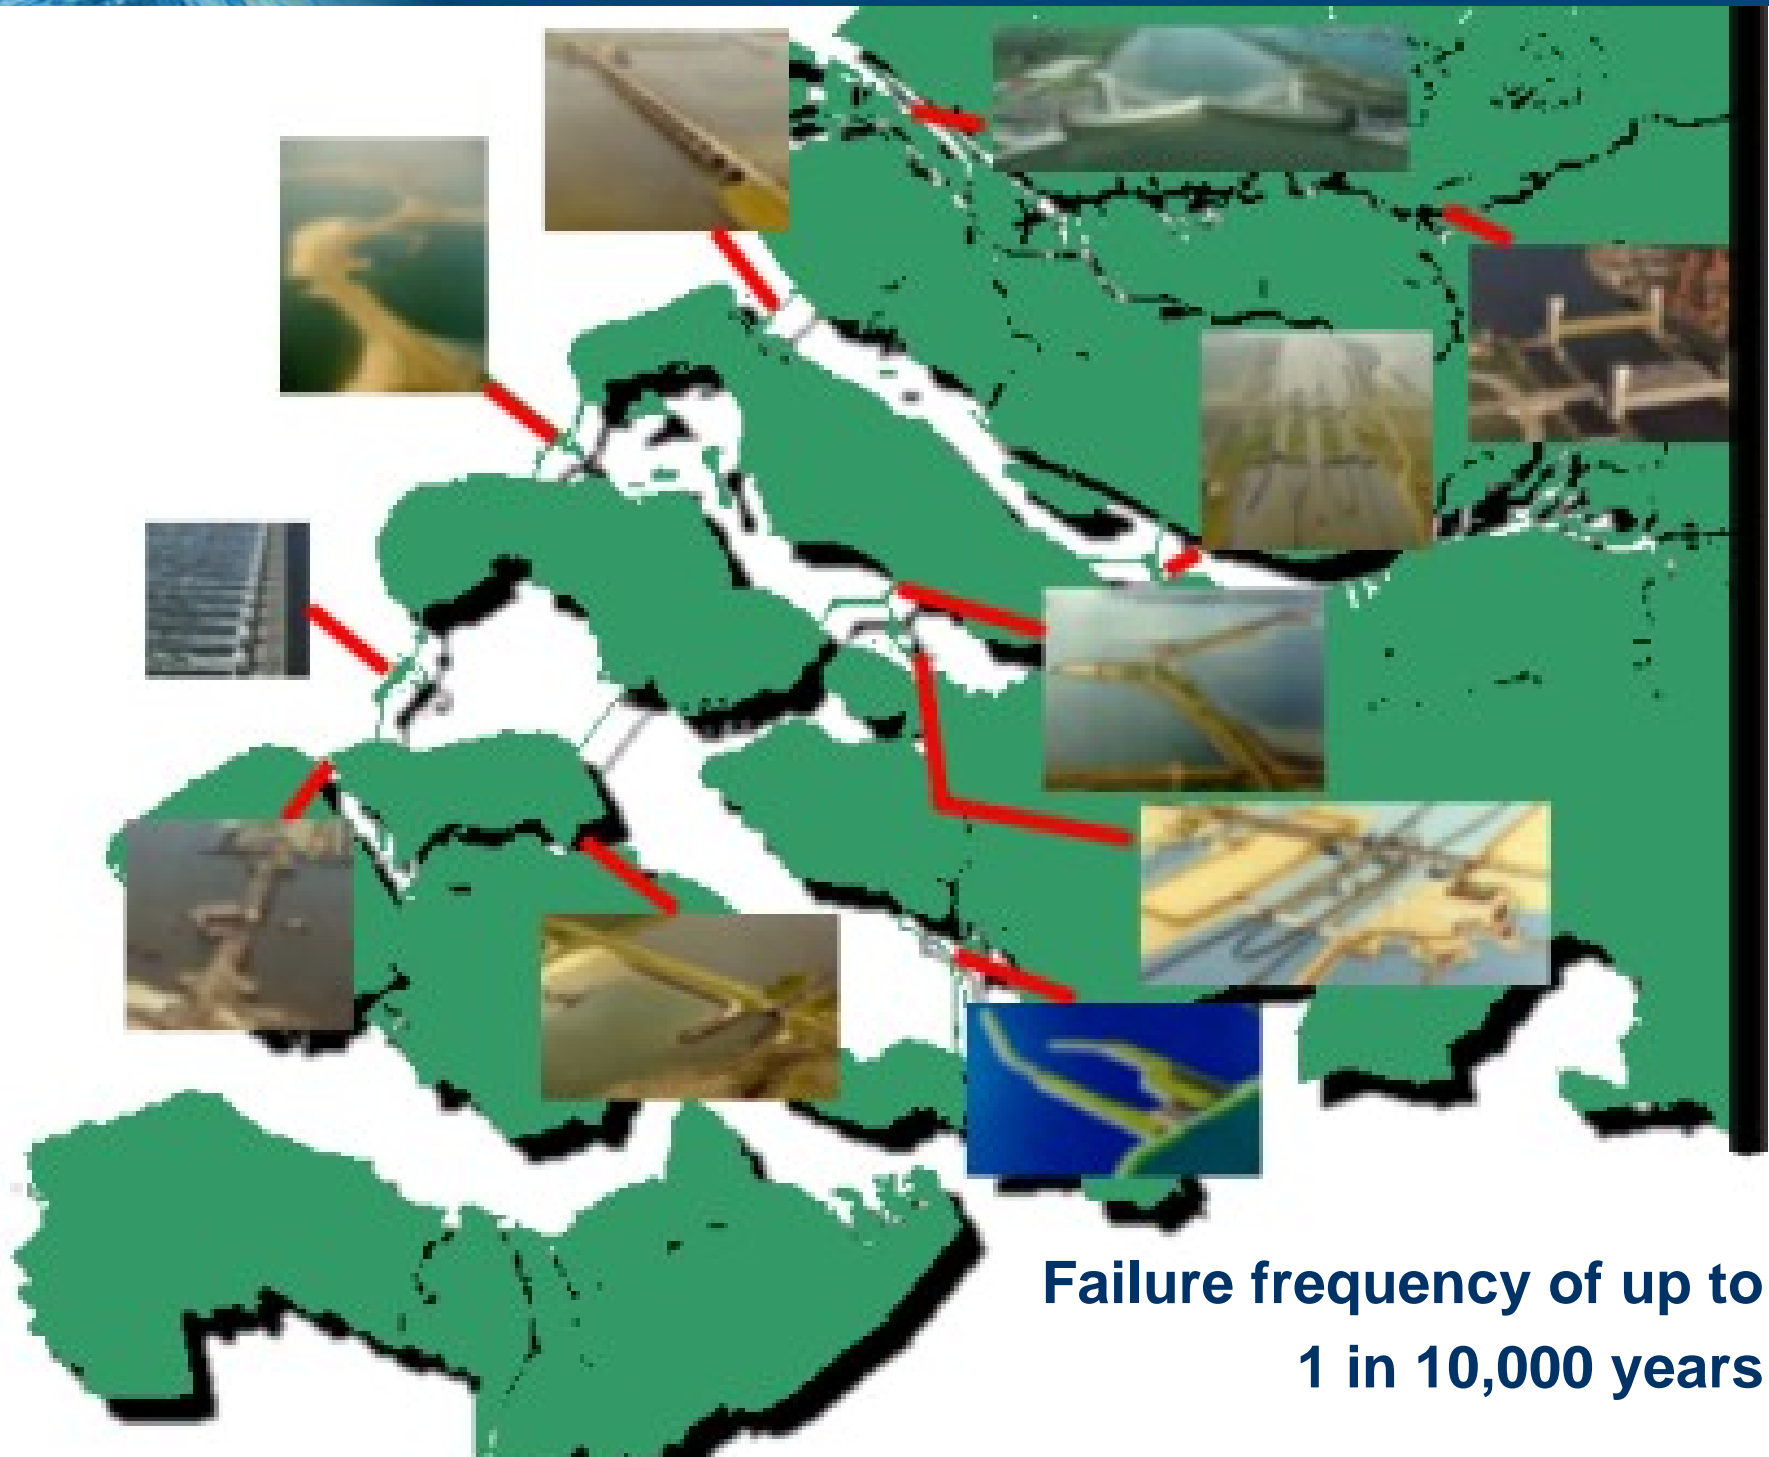 Failure frequency of up to
1 in 10,000 years